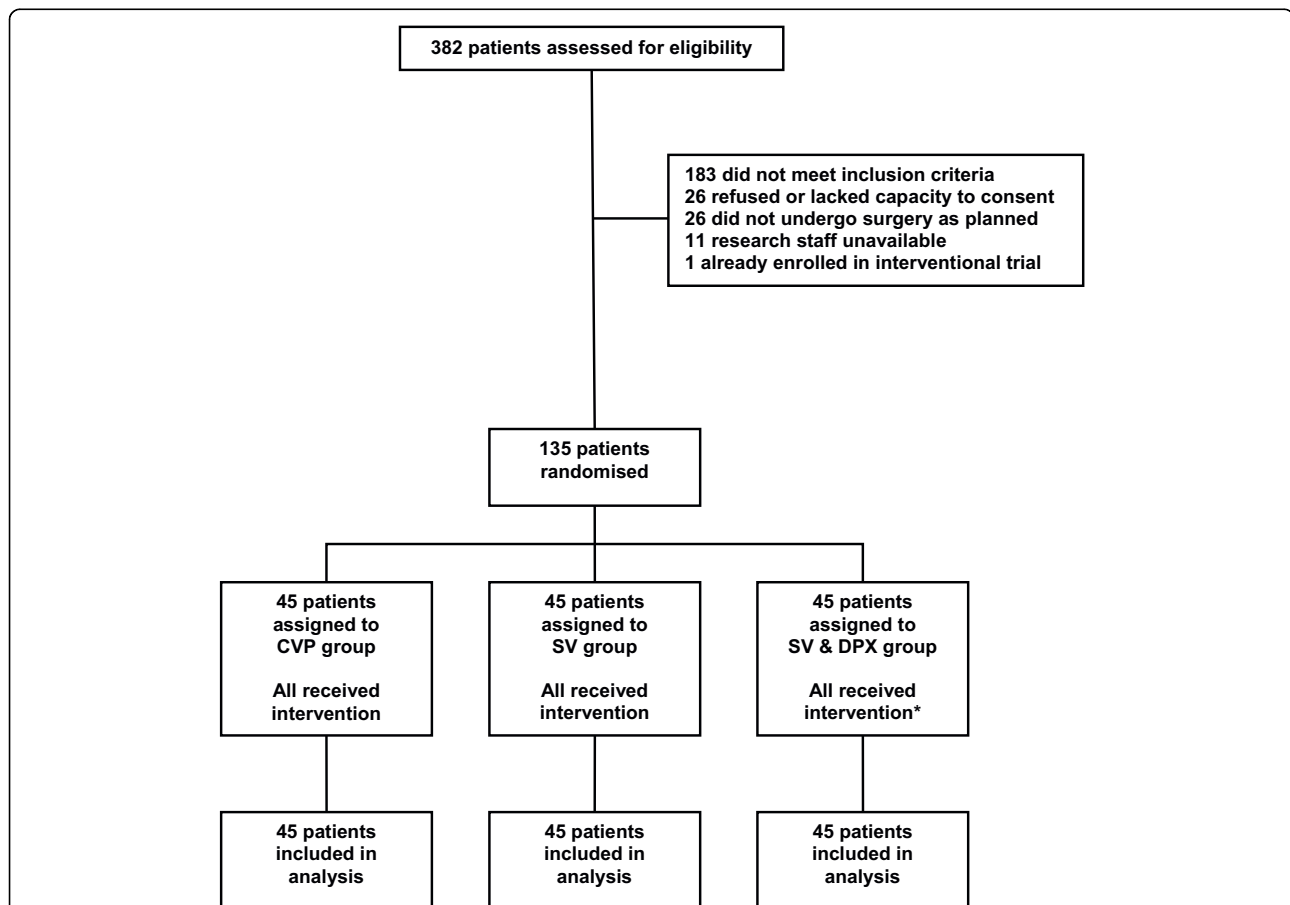 382 patients assessed for eligibility
183 did not meet inclusion criteria
26 refused or lacked capacity to consent
26 did not undergo surgery as planned
11 research staff unavailable
1 already enrolled in interventional trial
135 patients
randomised
45 patients
assigned to
CVP group
All received
intervention
45 patients
assigned to
SV group
All received
intervention
45 patients
assigned to
SV & DPX group
All received
intervention*
45 patients
included in
analysis
45 patients
included in
analysis
45 patients
included in
analysis